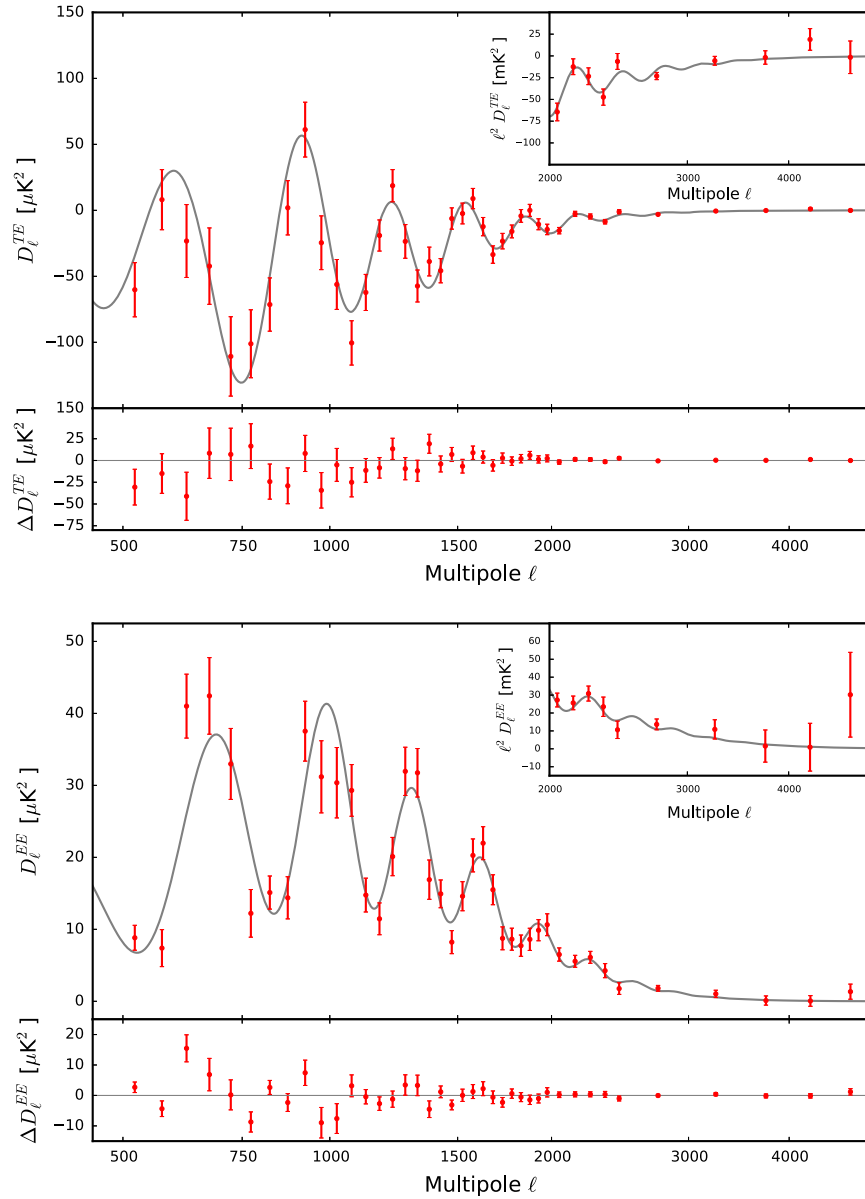 150
100
50
0
−50
−100
150
D_ℓ^{TE} [μK²]
25
0
−25
−50
−75
−100
ℓ² D_ℓ^{TE} [mK²]
2000 3000 4000
Multipole ℓ
25
0
−25
−50
−75
ΔD_ℓ^{TE} [μK²]
500 750 1000 1500 2000 3000 4000
Multipole ℓ
50
40
30
20
10
0
D_ℓ^{EE} [μK²]
60
50
40
30
20
10
0
−10
ℓ² D_ℓ^{EE} [mK²]
2000 3000 4000
Multipole ℓ
20
10
0
−10
ΔD_ℓ^{EE} [μK²]
500 750 1000 1500 2000 3000 4000
Multipole ℓ